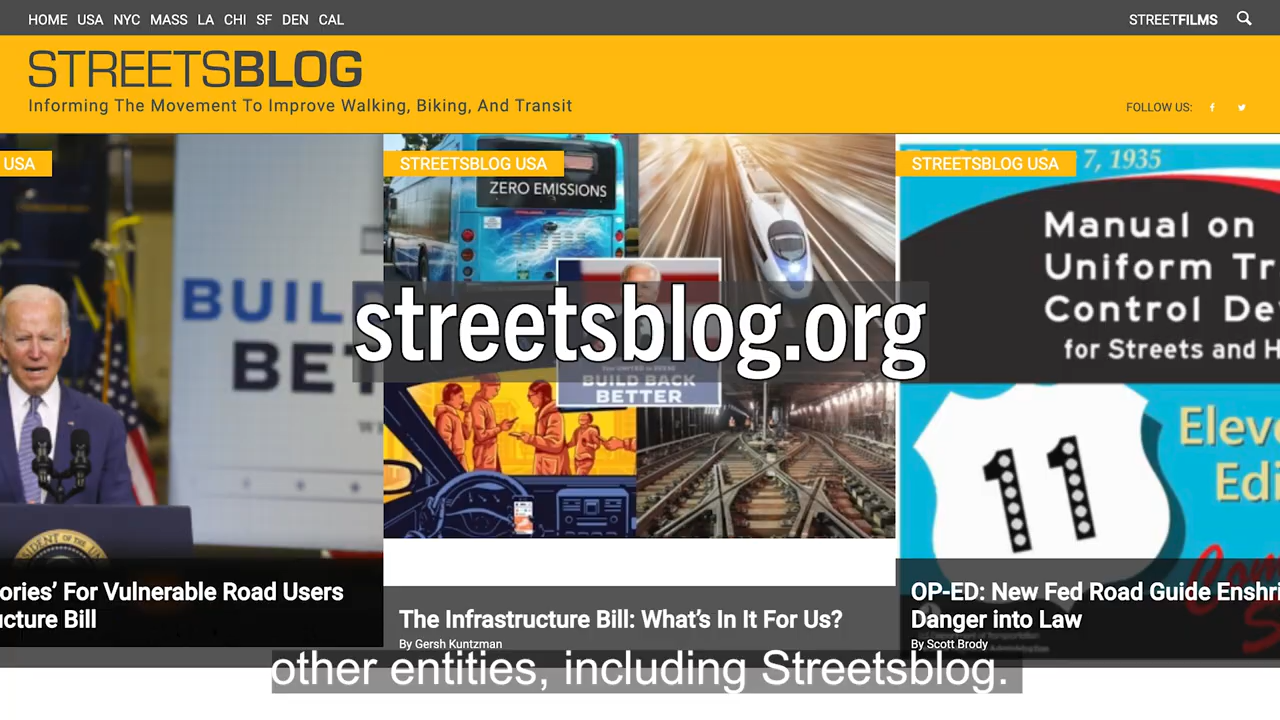 HOME USA NYC MASS LA CHI SF DEN CAL
STREETFILMS
STREETSBLOG
Informing The Movement To Improve Walking, Biking, And Transit
FOLLOW US:
USA
STREETSBLOG USA
STREETSBLOG USA
7, 1935
ZERO EMISSIONS
Manual on
Uniform Tr
Control De
for Streets and H
BUIL
BET
streetsblog.org
BUILD BACK
BETTER
11
Eleve
Edi
ories’ For Vulnerable Road Users
ucture Bill
The Infrastructure Bill: What’s In It For Us?
By Gersh Kuntzman
OP-ED: New Fed Road Guide Enshri
Danger into Law
By Scott Brody
other entities, including Streetsblog.